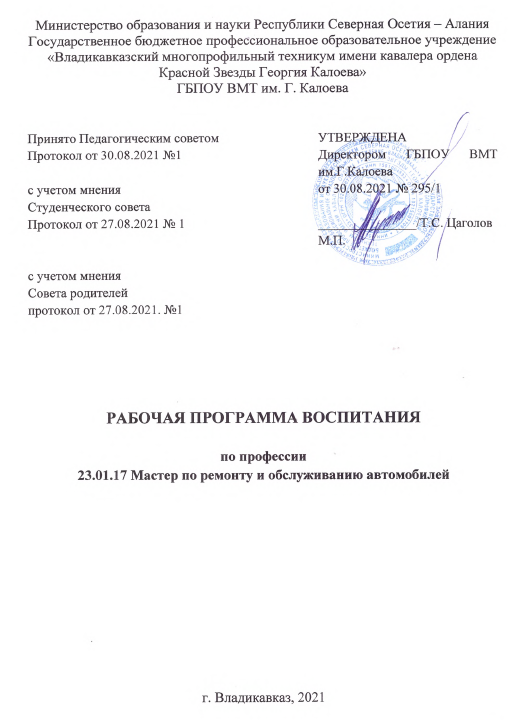 Министерство образования и науки Республики Северная Осетия – Алания
Государственное бюджетное профессиональное образовательное учреждение
«Владикавказский многопрофильный техникум имени кавалера ордена
Красной Звезды Георгия Калоева»
ГБПОУ ВМТ им. Г. Калоева
Принято Педагогическим советом
Протокол от 30.08.2021 №1
с учетом мнения
Студенческого совета
Протокол от 27.08.2021 № 1
с учетом мнения
Совета родителей
протокол от 27.08.2021. №1
УТВЕРЖДЕНА
Директором ГБПОУ ВМТ
им.Г.Калоева
от 30.08.2021 № 295/1
/Т.С. Цаголов
М.П.
РАБОЧАЯ ПРОГРАММА ВОСПИТАНИЯ
по профессии
23.01.17 Мастер по ремонту и обслуживанию автомобилей
г. Владикавказ, 2021